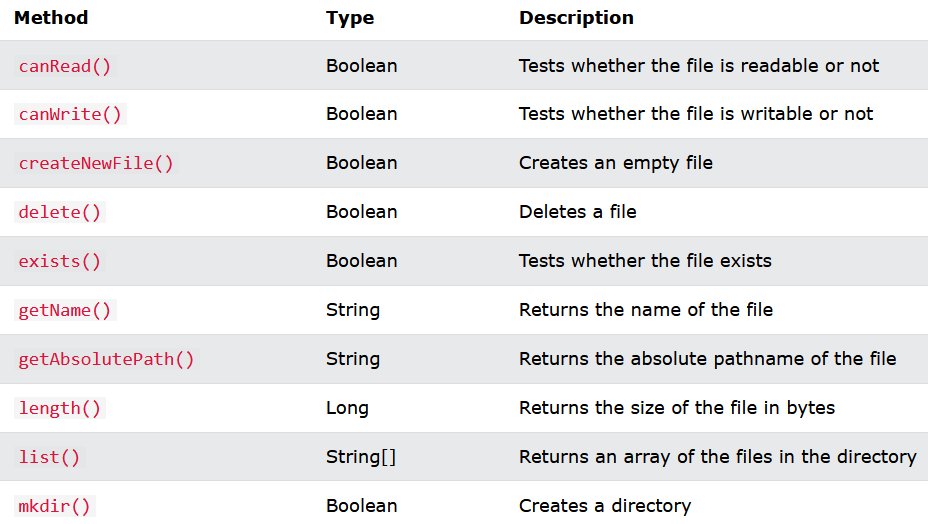 Method Type Description
canRead() Boolean Tests whether the file is readable or not
canWrite() Boolean Tests whether the file is writable or not
createNewFile() Boolean Creates an empty file
delete() Boolean Deletes a file
exists() Boolean Tests whether the file exists
getName() String Returns the name of the file
getAbsolutePath() String Returns the absolute pathname of the file
length() Long Returns the size of the file in bytes
list() String[] Returns an array of the files in the directory
mkdir() Boolean Creates a directory